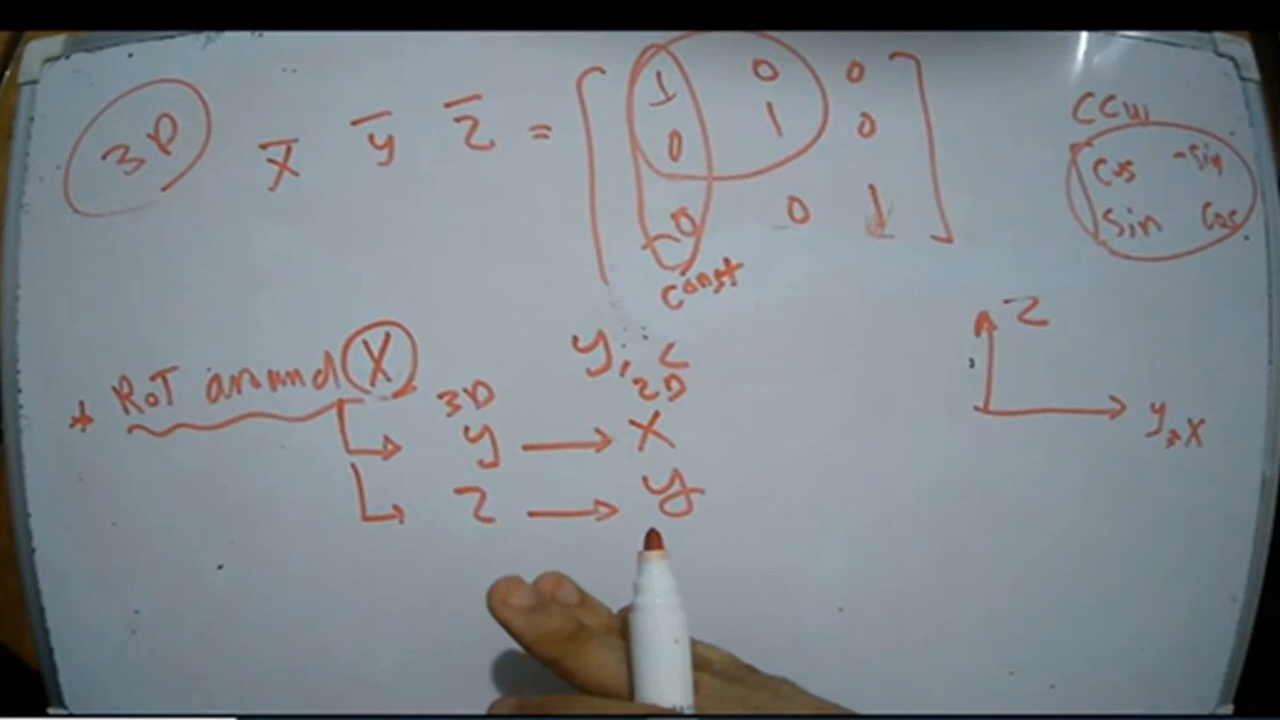 3D
X̄ ȳ z̄ = [ 1 0 0
0 1 0
0 0 1 ]
const
CCW
Cos -Sin
Sin Cos
* RoT around X
y, z
3D 2D
y → X
z → y
Z
y, X